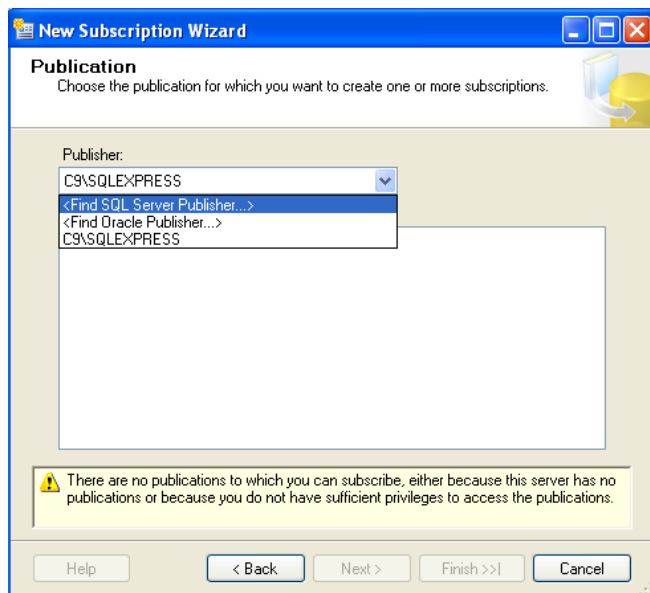 New Subscription Wizard
Publication
Choose the publication for which you want to create one or more subscriptions.
Publisher:
C9\SQLEXPRESS
<Find SQL Server Publisher...>
<Find Oracle Publisher...>
C9\SQLEXPRESS
There are no publications to which you can subscribe, either because this server has no
publications or because you do not have sufficient privileges to access the publications.
Help
< Back
Next >
Finish >>|
Cancel